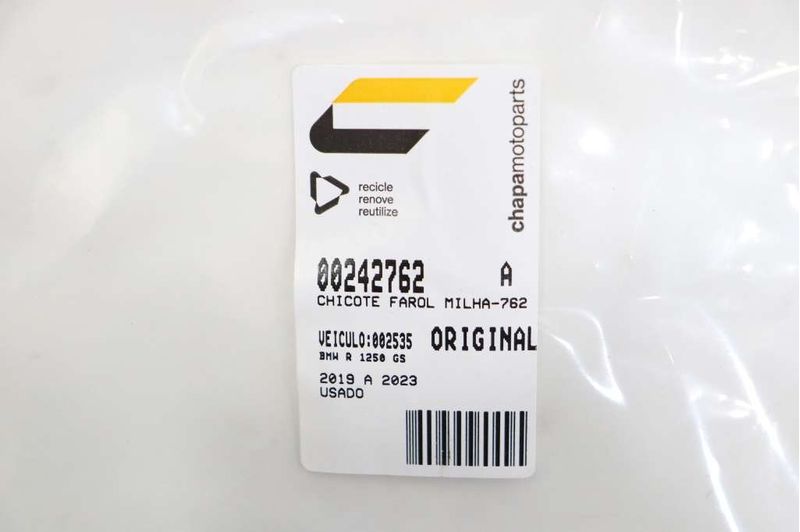 chapamotoparts
recicle
renove
reutilize
00242762 A
CHICOTE FAROL MILHA-762
VEICULO:002535 ORIGINAL
BMW R 1250 GS
2019 A 2023
USADO